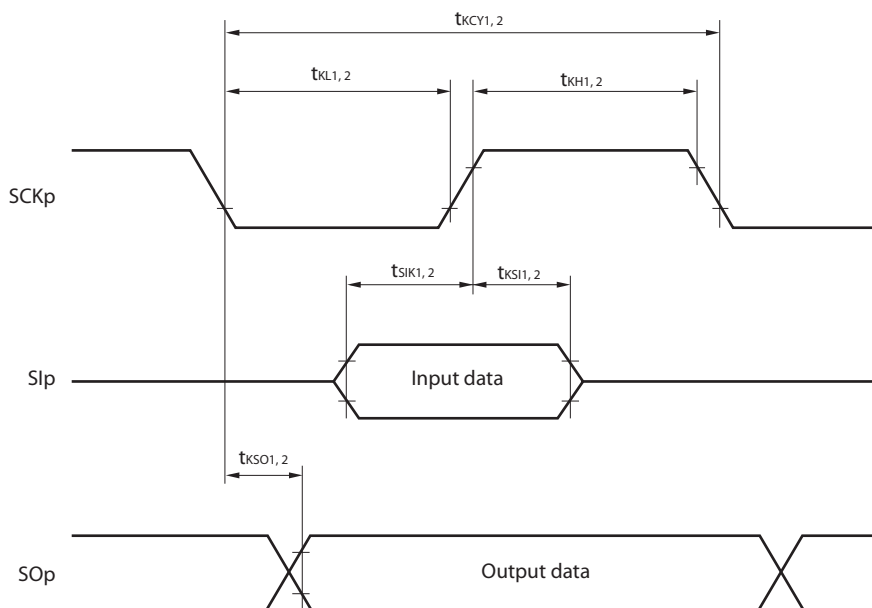 tKCY1, 2
tKL1, 2
tKH1, 2
SCKp
tSIK1, 2
tKSI1, 2
SIp
Input data
tKSO1, 2
SOp
Output data